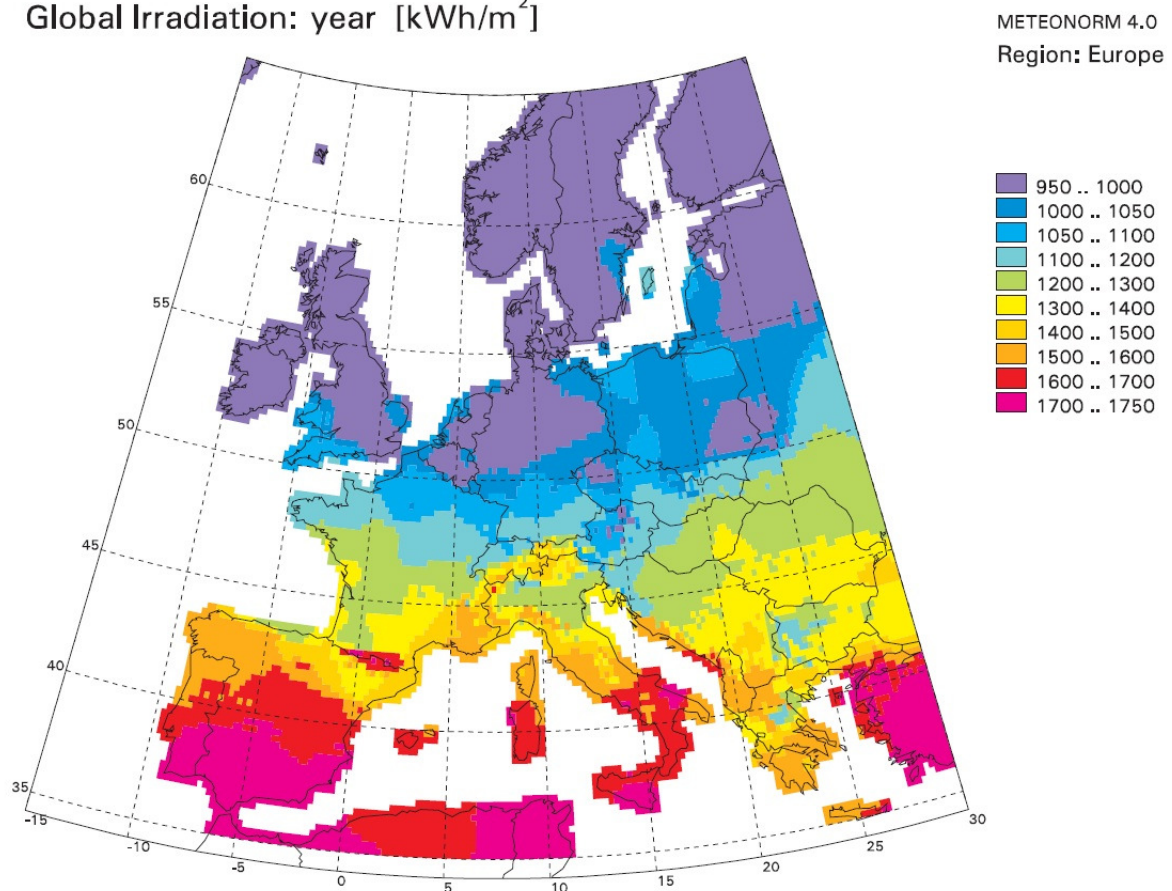 Global Irradiation: year [kWh/m²]
METEONORM 4.0
Region: Europe
950 .. 1000
1000 .. 1050
1050 .. 1100
1100 .. 1200
1200 .. 1300
1300 .. 1400
1400 .. 1500
1500 .. 1600
1600 .. 1700
1700 .. 1750
60
55
50
45
40
35
-15
-10
-5
0
5
10
15
20
25
30